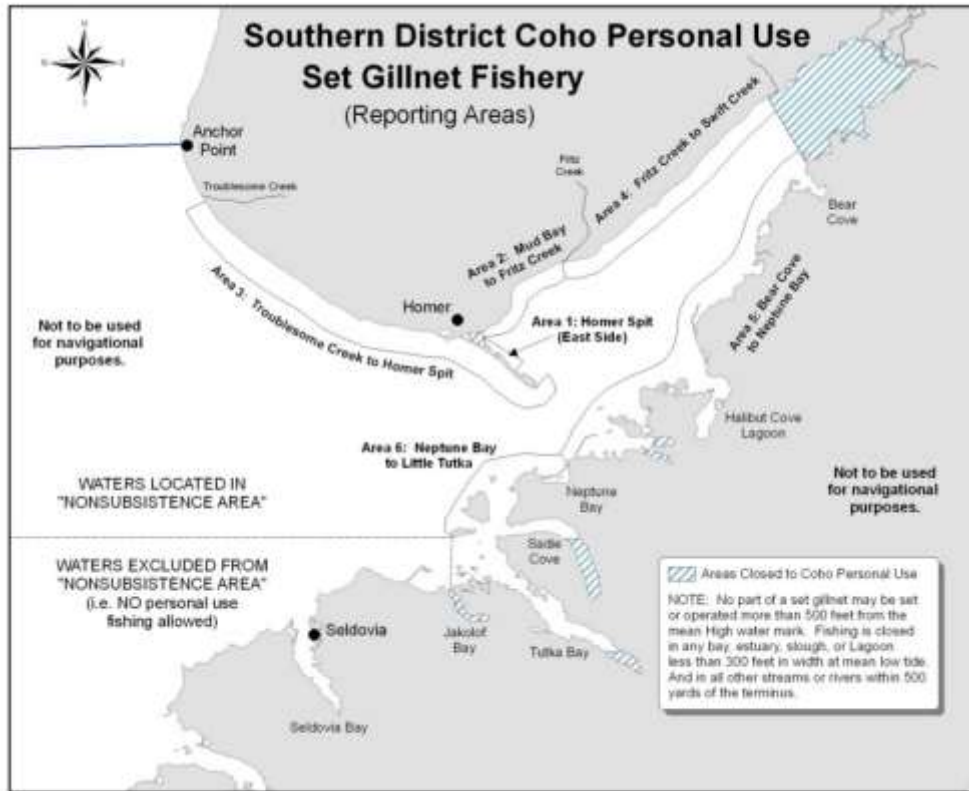 Southern District Coho Personal Use
Set Gillnet Fishery
(Reporting Areas)
N
S
Anchor
Point
Troublesome Creek
Fritz
Creek
Area 4: Fritz Creek to Swift Creek
Bear
Cove
Area 2: Mud Bay
to Fritz Creek
Area 3: Troublesome Creek to Homer Spit
Homer
Area 1: Homer Spit
(East Side)
Area 5: Bear Cove
to Neptune Bay
Not to be used
for navigational
purposes.
Halibut Cove
Lagoon
Area 6: Neptune Bay
to Little Tutka
Not to be used
for navigational
purposes.
WATERS LOCATED IN
"NONSUBSISTENCE AREA"
Neptune
Bay
Sadie
Cove
WATERS EXCLUDED FROM
"NONSUBSISTENCE AREA"
(i.e. NO personal use
fishing allowed)
Seldovia
Jakolof
Bay
Tutka Bay
Seldovia Bay
Areas Closed to Coho Personal Use
NOTE: No part of a set gillnet may be set
or operated more than 500 feet from the
mean High water mark. Fishing is closed
in any bay, estuary, slough, or Lagoon
less than 300 feet in width at mean low tide.
And in all other streams or rivers within 500
yards of the terminus.